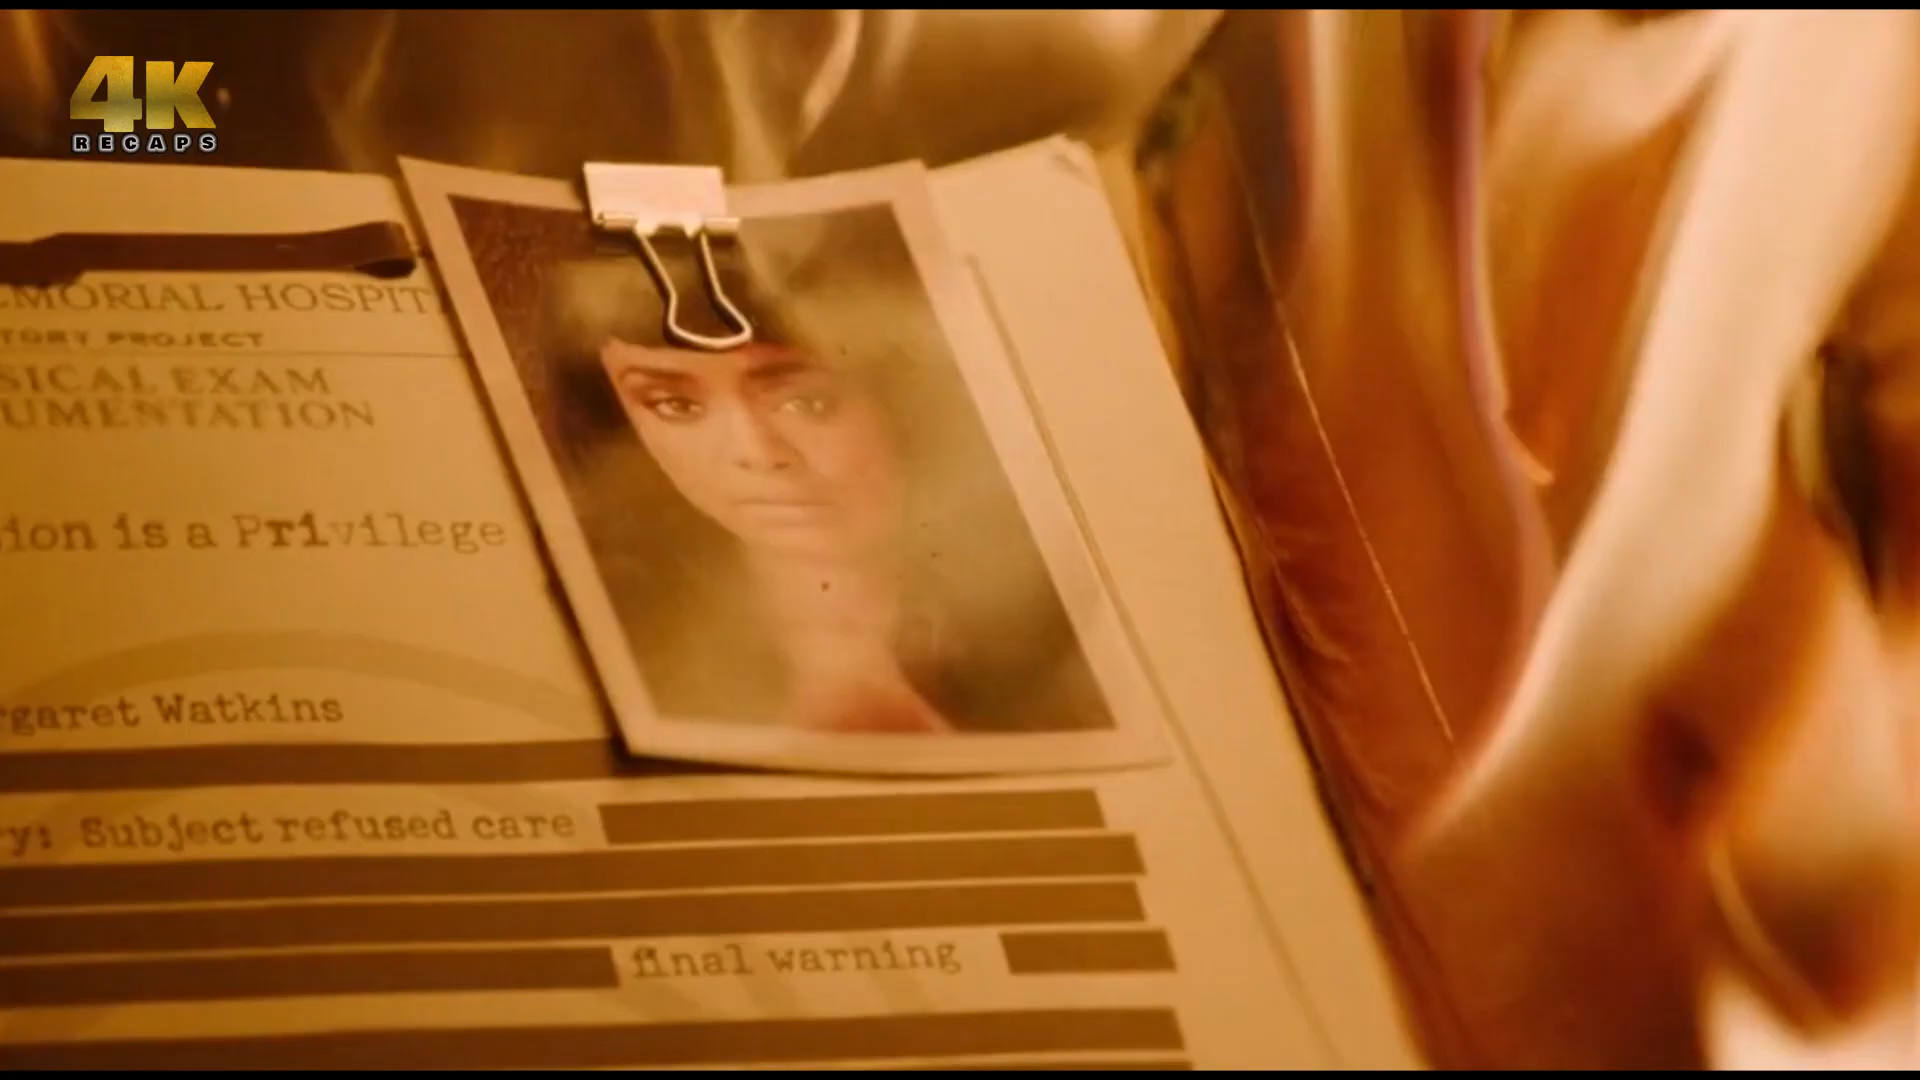 4K
RECAPS
MORIAL HOSPIT
TORY PROJECT
SICAL EXAM
UMENTATION
ion is a Privilege
rgaret Watkins
ry: Subject refused care
final warning